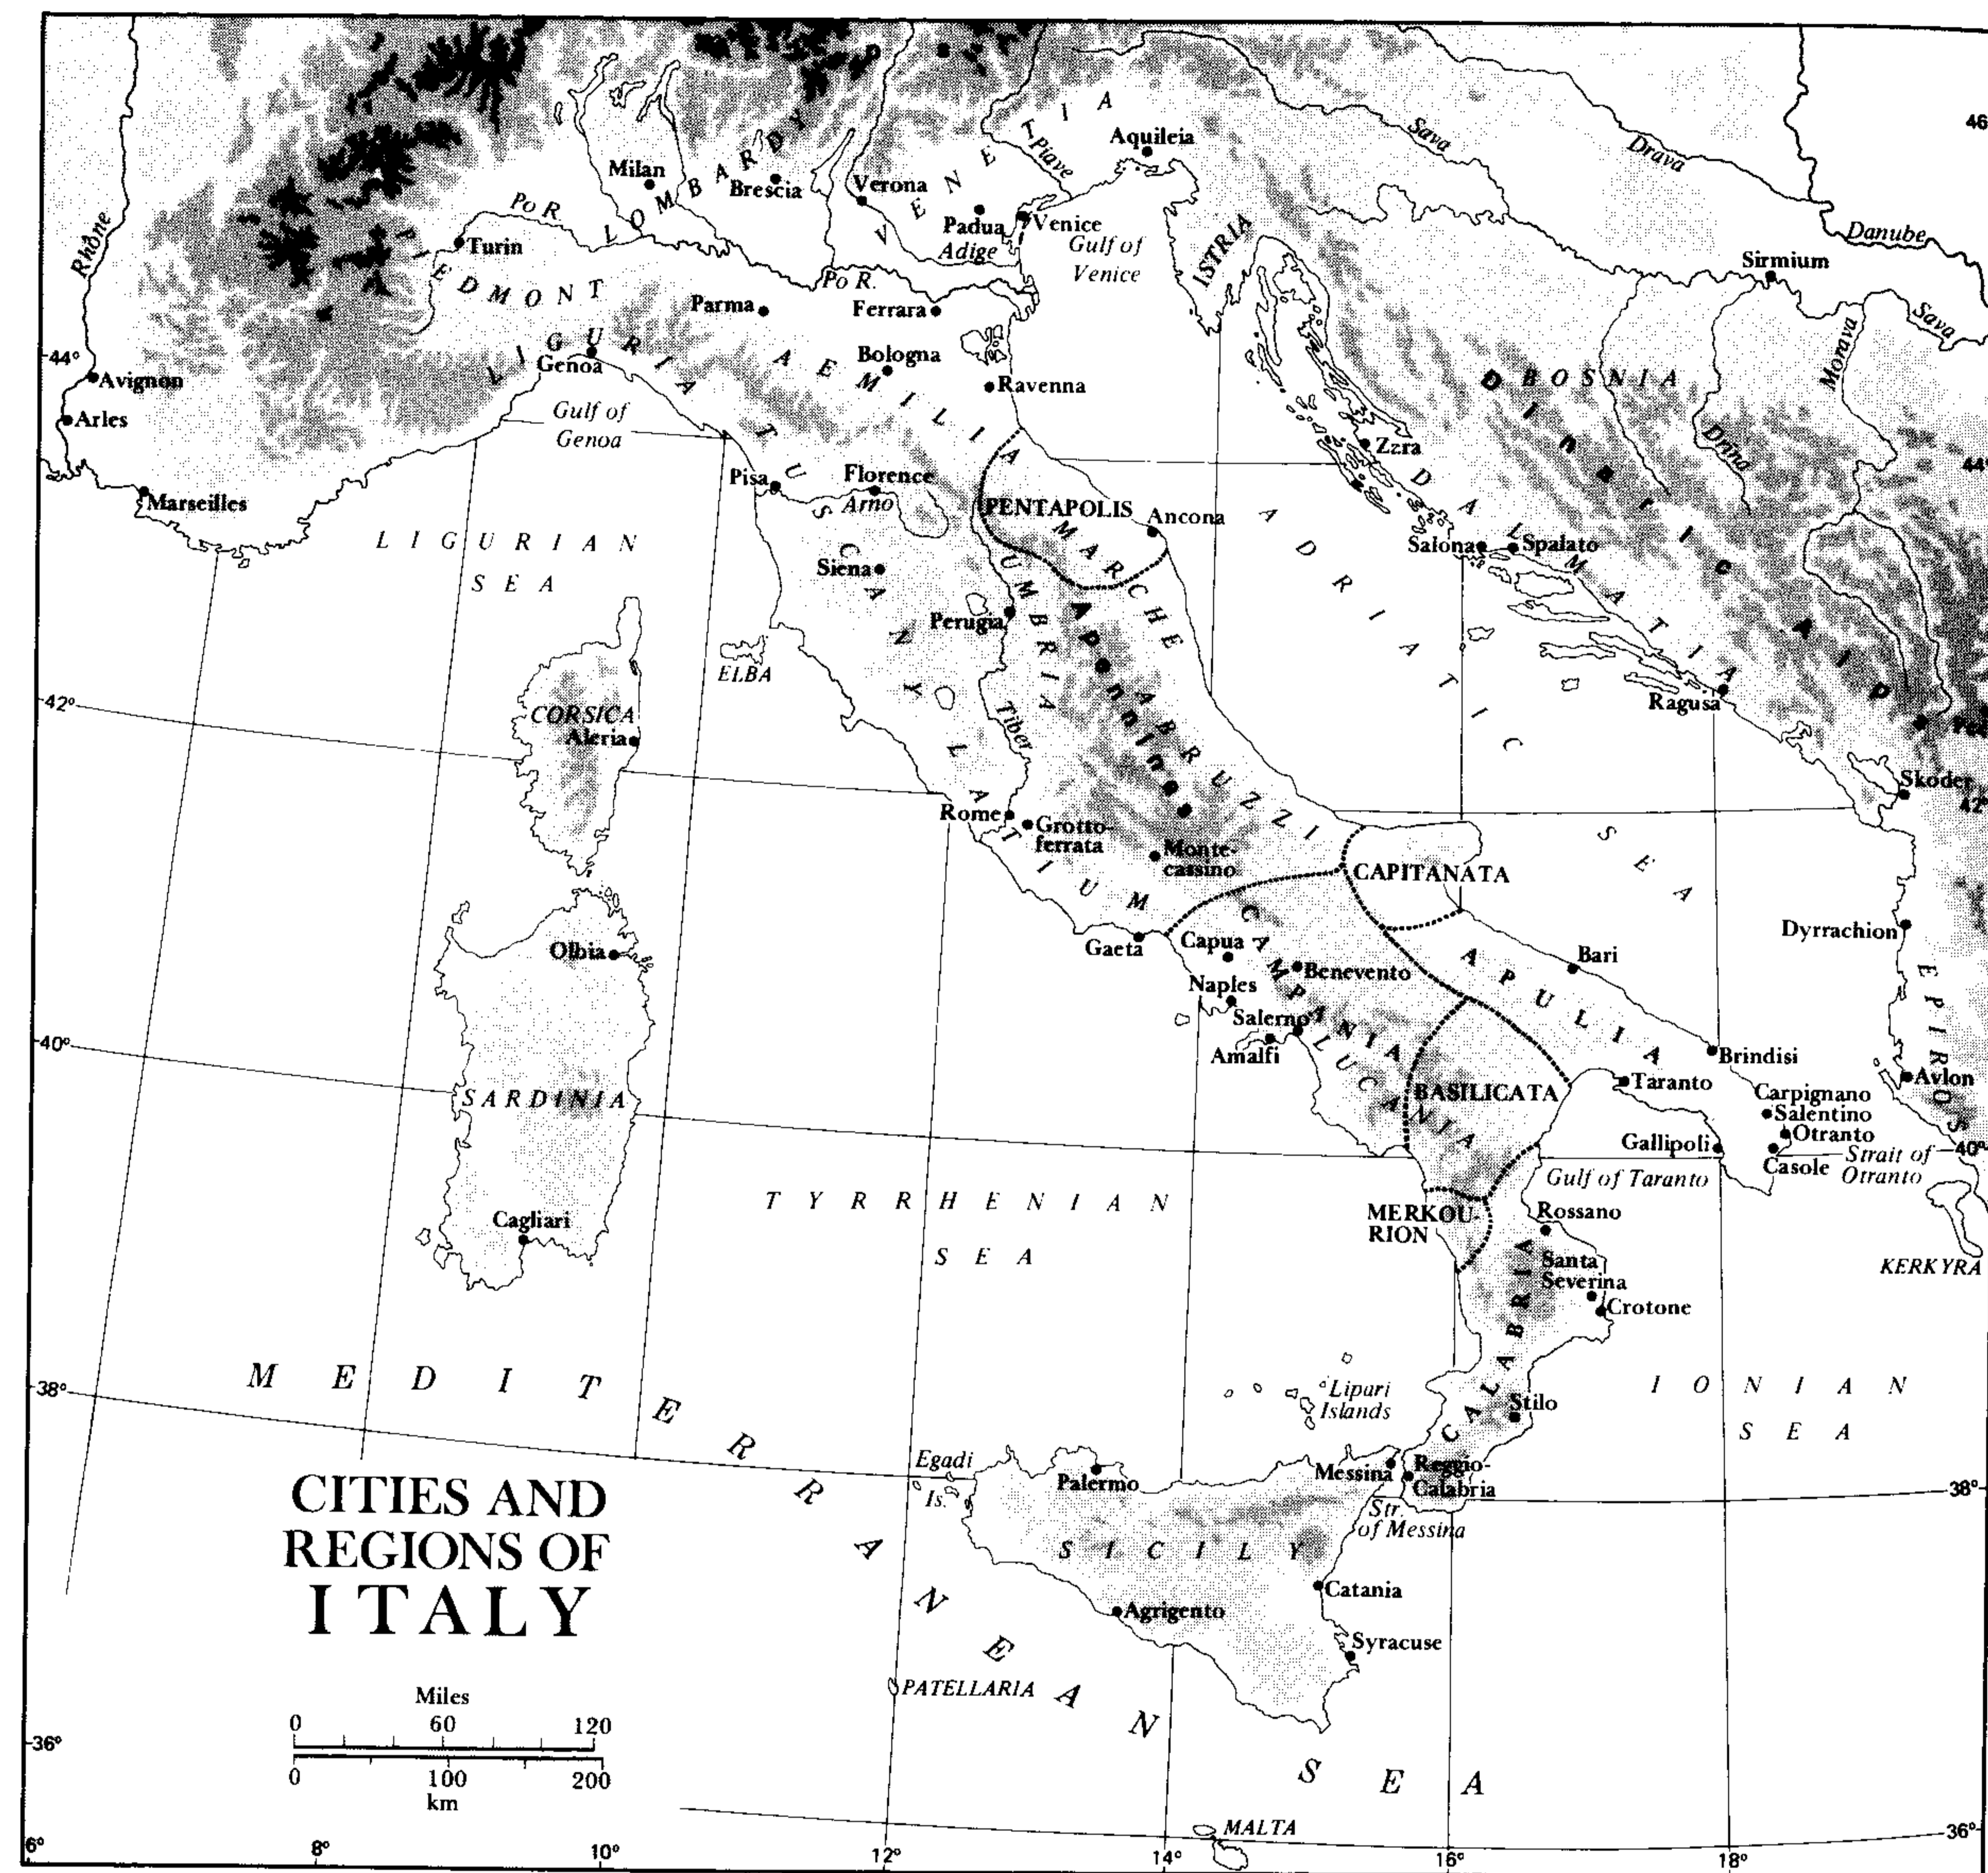 CITIES AND
REGIONS OF
ITALY
Miles
0 60 120
0 100 200
km
46
VENETIA
Piave
Aquileia
Sava
Drava
Milan
LOMBARDY
Brescia
Verona
Padua
Venice
Adige
Gulf of
Venice
ISTRIA
Danube
Sirmium
Rhône
Po R.
Turin
PIEDMONT
Po R.
Parma
Ferrara
Sava
Morava
44°
LIGURIA
Genoa
AEMILIA
Bologna
BOSNIA
Avignon
Ravenna
Arles
Gulf of
Genoa
Zzra
Dinaric Alps
Drina
44°
Marseilles
Pisa
Florence
Arno
TUSCANY
PENTAPOLIS
Ancona
MARCHE
DALMATIA
Salona
Spalato
LIGURIAN
SEA
Siena
UMBRIA
Perugia
Apennines
ADRIATIC
SEA
ELBA
42°
CORSICA
Aleria
Tiber
ABRUZZI
Ragusa
Skoder
42°
LATIUM
Rome
Grotto-
ferrata
Monte-
cassino
CAPITANATA
Olbia
Gaeta
Capua
CAMPANIA
Benevento
APULIA
Bari
Dyrrachion
EPIROS
Naples
Salerno
Amalfi
LUCANIA
BASILICATA
Brindisi
Taranto
Avlon
40°
SARDINIA
Carpignano
Salentino
Otranto
Gallipoli
Casole
Strait of
Otranto
40°
Gulf of Taranto
TYRRHENIAN
SEA
MERKOU-
RION
Rossano
Cagliari
CALABRIA
Santa
Severina
Crotone
KERKYRA
38°
MEDITERRANEAN
SEA
Lipari
Islands
Stilo
IONIAN
SEA
Egadi
Is.
Palermo
Messina
Reggio-
Calabria
Str.
of Messina
38°
SICILY
Catania
Agrigento
Syracuse
PATELLARIA
36°
MALTA
36°
6° 8° 10° 12° 14° 16° 18°